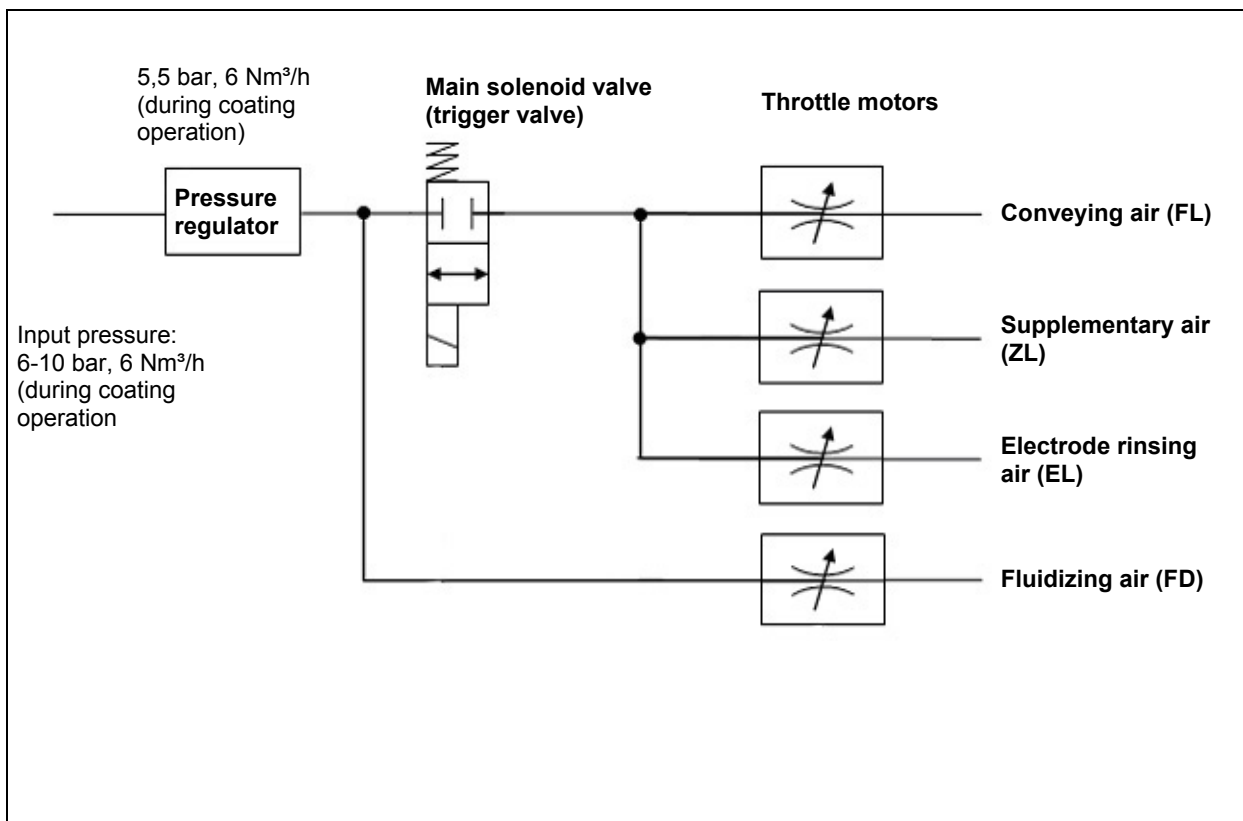 5,5 bar, 6 Nm³/h
(during coating
operation)
Main solenoid valve
(trigger valve)
Throttle motors
Pressure
regulator
Conveying air (FL)
Input pressure:
6-10 bar, 6 Nm³/h
(during coating
operation
Supplementary air
(ZL)
Electrode rinsing
air (EL)
Fluidizing air (FD)